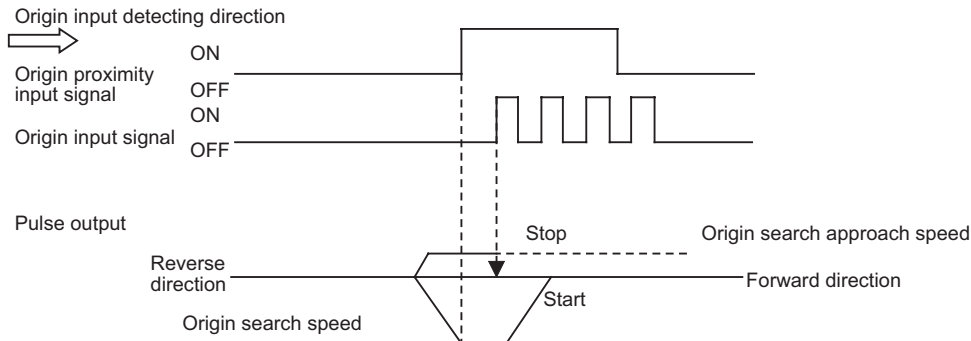 Origin input detecting direction
ON
Origin proximity
input signal
OFF
ON
Origin input signal
OFF
Pulse output
Stop
Origin search approach speed
Reverse
direction
Forward direction
Start
Origin search speed